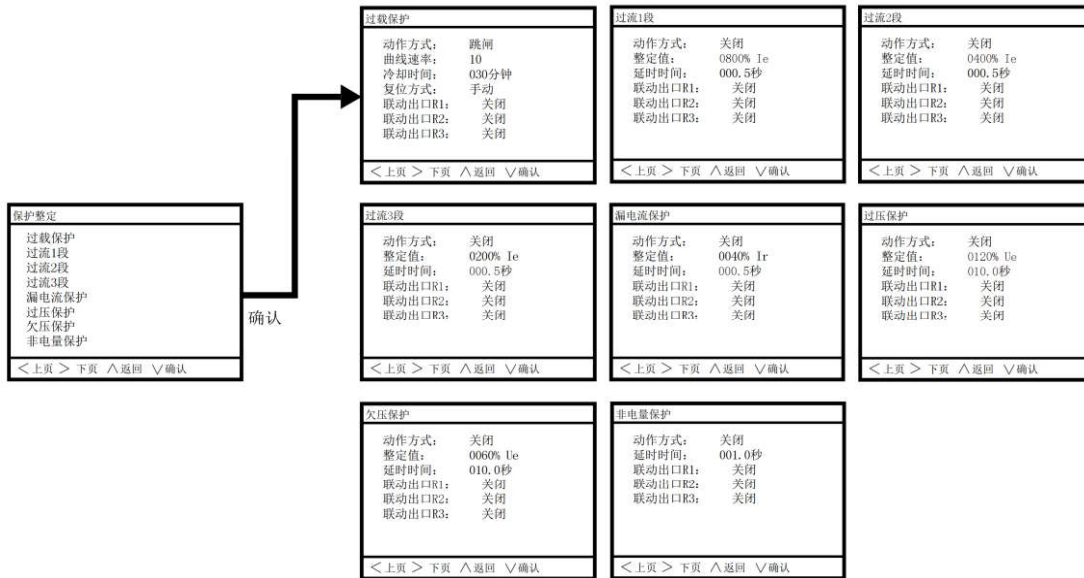 保护整定
过载保护
过流1段
过流2段
过流3段
漏电流保护
过压保护
欠压保护
非电量保护
<上页 > 下页 ∧返回 ∨确认
确认
过载保护
动作方式： 跳闸
曲线速率： 10
冷却时间： 030分钟
复位方式： 手动
联动出口R1： 关闭
联动出口R2： 关闭
联动出口R3： 关闭
<上页 > 下页 ∧返回 ∨确认
过流1段
动作方式： 关闭
整定值： 0800% Ie
延时时间： 000.5秒
联动出口R1： 关闭
联动出口R2： 关闭
联动出口R3： 关闭
<上页 > 下页 ∧返回 ∨确认
过流2段
动作方式： 关闭
整定值： 0400% Ie
延时时间： 000.5秒
联动出口R1： 关闭
联动出口R2： 关闭
联动出口R3： 关闭
<上页 > 下页 ∧返回 ∨确认
过流3段
动作方式： 关闭
整定值： 0200% Ie
延时时间： 000.5秒
联动出口R1： 关闭
联动出口R2： 关闭
联动出口R3： 关闭
<上页 > 下页 ∧返回 ∨确认
漏电流保护
动作方式： 关闭
整定值： 0040% Ir
延时时间： 000.5秒
联动出口R1： 关闭
联动出口R2： 关闭
联动出口R3： 关闭
<上页 > 下页 ∧返回 ∨确认
过压保护
动作方式： 关闭
整定值： 0120% Ue
延时时间： 010.0秒
联动出口R1： 关闭
联动出口R2： 关闭
联动出口R3： 关闭
<上页 > 下页 ∧返回 ∨确认
欠压保护
动作方式： 关闭
整定值： 0060% Ue
延时时间： 010.0秒
联动出口R1： 关闭
联动出口R2： 关闭
联动出口R3： 关闭
<上页 > 下页 ∧返回 ∨确认
非电量保护
动作方式： 关闭
延时时间： 001.0秒
联动出口R1： 关闭
联动出口R2： 关闭
联动出口R3： 关闭
<上页 > 下页 ∧返回 ∨确认